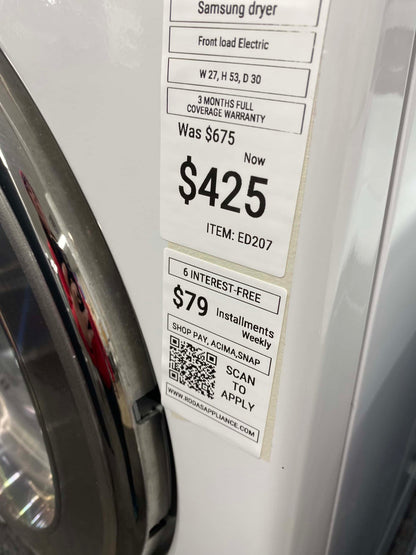 Samsung dryer
Front load Electric
W 27, H 53, D 30
3 MONTHS FULL
COVERAGE WARRANTY
Was $675
Now
$425
ITEM: ED207
6 INTEREST-FREE
$79 Installments
Weekly
SHOP PAY, ACIMA,SNAP
SCAN
TO
APPLY
WWW.RODASAPPLIANCE.COM